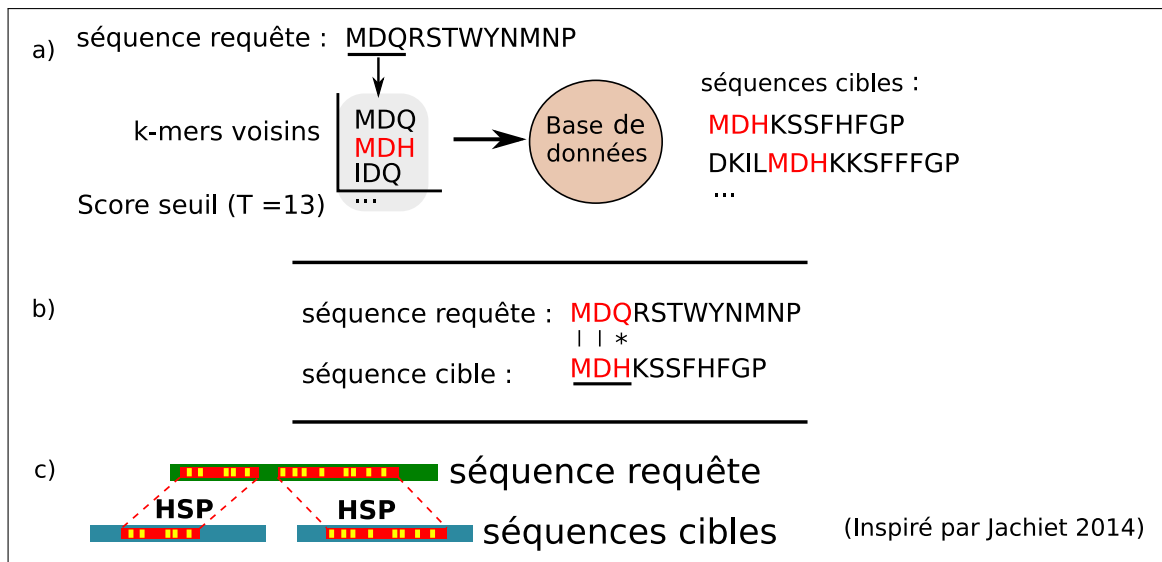 a)
séquence requête : MDQRSTWYNMNP
k-mers voisins
MDQ
MDH
IDQ
...
Score seuil (T =13)
Base de
données
séquences cibles :
MDHKSSFHFGP
DKILMDHKKSFFFGP
...
b)
séquence requête : MDQRSTWYNMNP
| | *
séquence cible : MDHKSSFHFGP
c)
séquence requête
HSP HSP
séquences cibles
(Inspiré par Jachiet 2014)